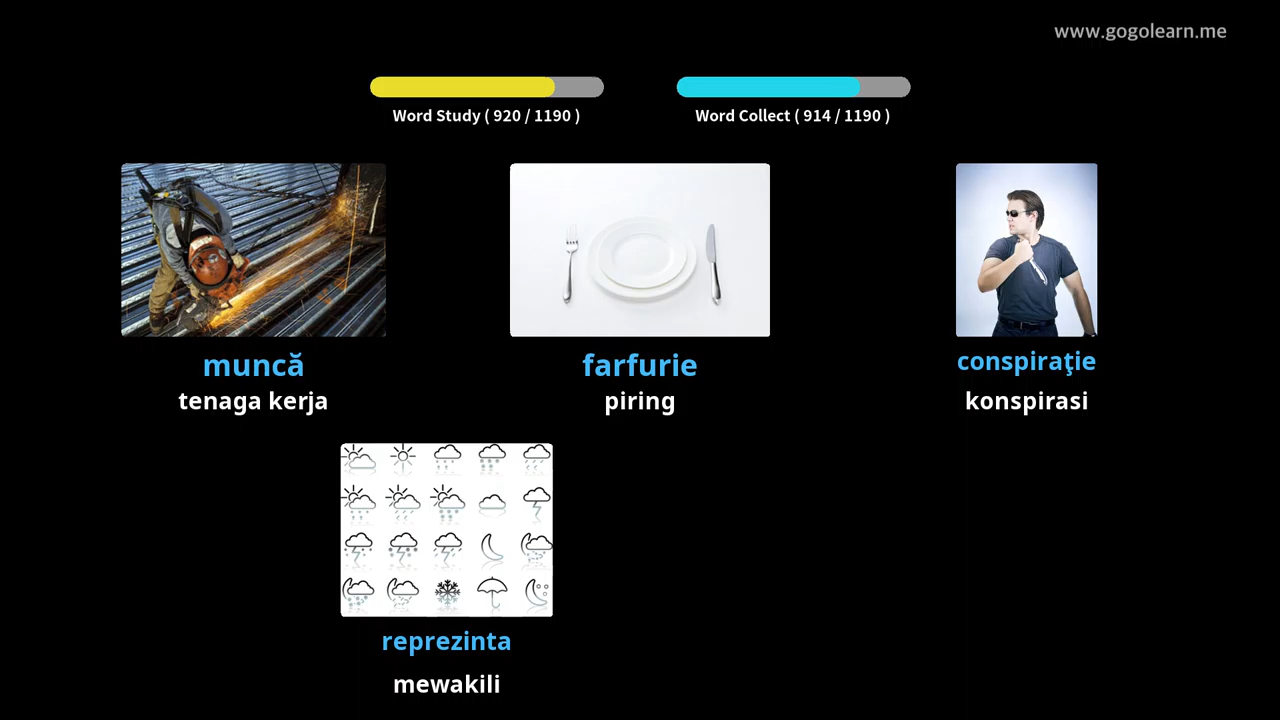 www.gogolearn.me
Word Study ( 920 / 1190 )
Word Collect ( 914 / 1190 )
muncă
farfurie
conspiraţie
tenaga kerja
piring
konspirasi
reprezinta
mewakili